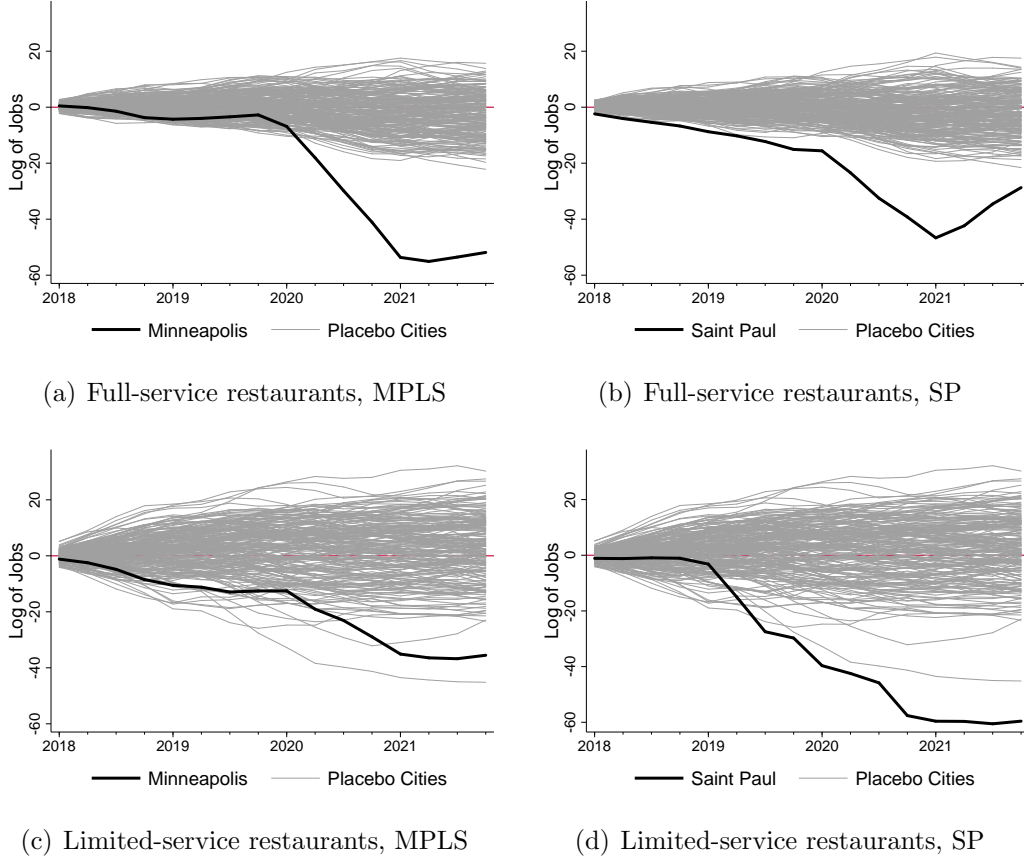 20
0
-20
-40
-60
Log of Jobs
2018 2019 2020 2021
Minneapolis Placebo Cities
(a) Full-service restaurants, MPLS
20
0
-20
-40
-60
Log of Jobs
2018 2019 2020 2021
Saint Paul Placebo Cities
(b) Full-service restaurants, SP
20
0
-20
-40
-60
Log of Jobs
2018 2019 2020 2021
Minneapolis Placebo Cities
(c) Limited-service restaurants, MPLS
20
0
-20
-40
-60
Log of Jobs
2018 2019 2020 2021
Saint Paul Placebo Cities
(d) Limited-service restaurants, SP